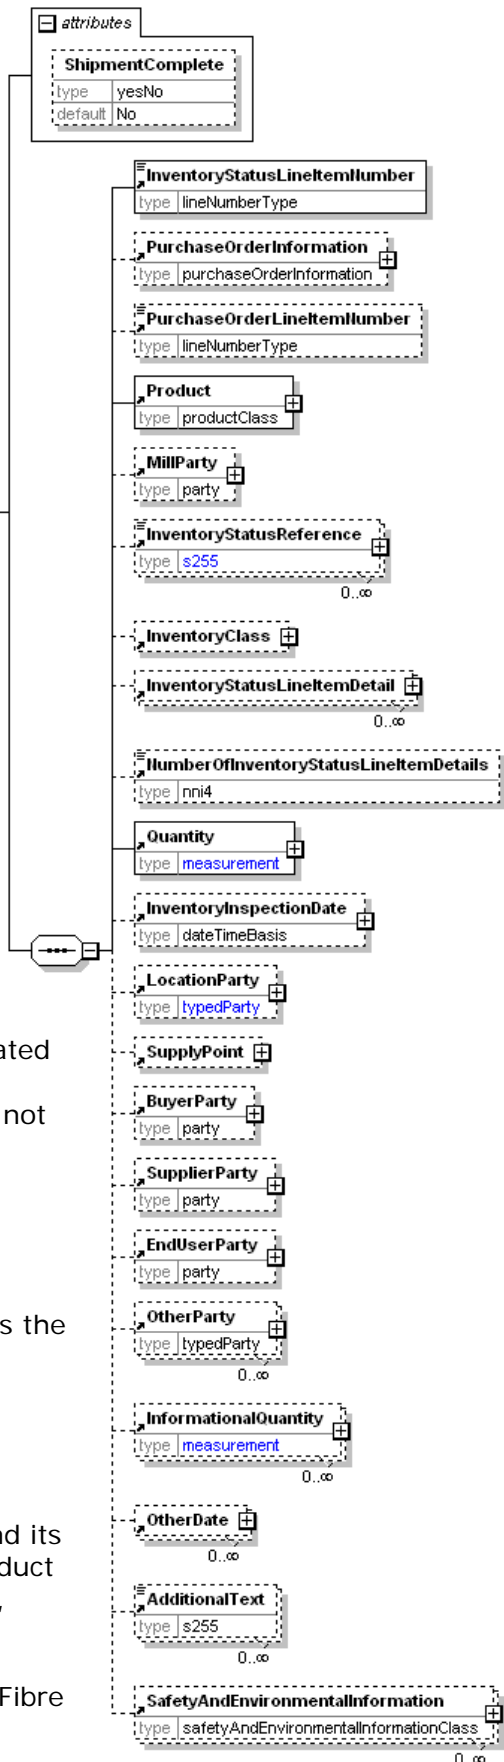 attributes
ShipmentComplete
type yesNo
default No
InventoryStatusLineItemNumber
type lineNumberType
PurchaseOrderInformation
type purchaseOrderInformation
PurchaseOrderLineItemNumber
type lineNumberType
Product
type productClass
MillParty
type party
InventoryStatusReference
type s255
0..∞
InventoryClass
InventoryStatusLineItemDetail
0..∞
NumberOfInventoryStatusLineItemDetails
type nni4
Quantity
type measurement
InventoryInspectionDate
type dateTimeBasis
LocationParty
type typedParty
ated
SupplyPoint
not
BuyerParty
type party
SupplierParty
type party
EndUserParty
type party
s the
OtherParty
type typedParty
0..∞
InformationalQuantity
type measurement
0..∞
nd its
OtherDate
duct
0..∞
,
AdditionalText
type s255
0..∞
Fibre
SafetyAndEnvironmentalInformation
type safetyAndEnvironmentalInformationClass
0..∞